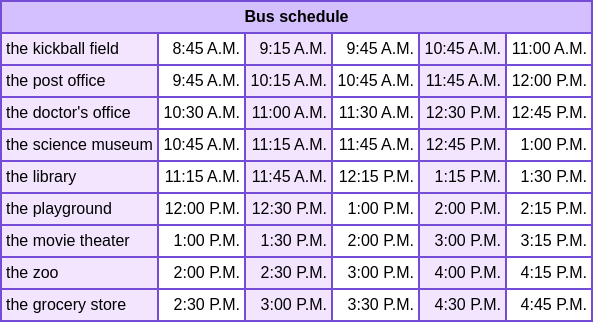 Bus schedule
the kickball field 8:45 A.M. 9:15 A.M. 9:45 A.M. 10:45 A.M. 11:00 A.M.
the post office 9:45 A.M. 10:15 A.M. 10:45 A.M. 11:45 A.M. 12:00 P.M.
the doctor's office 10:30 A.M. 11:00 A.M. 11:30 A.M. 12:30 P.M. 12:45 P.M.
the science museum 10:45 A.M. 11:15 A.M. 11:45 A.M. 12:45 P.M. 1:00 P.M.
the library 11:15 A.M. 11:45 A.M. 12:15 P.M. 1:15 P.M. 1:30 P.M.
the playground 12:00 P.M. 12:30 P.M. 1:00 P.M. 2:00 P.M. 2:15 P.M.
the movie theater 1:00 P.M. 1:30 P.M. 2:00 P.M. 3:00 P.M. 3:15 P.M.
the zoo 2:00 P.M. 2:30 P.M. 3:00 P.M. 4:00 P.M. 4:15 P.M.
the grocery store 2:30 P.M. 3:00 P.M. 3:30 P.M. 4:30 P.M. 4:45 P.M.